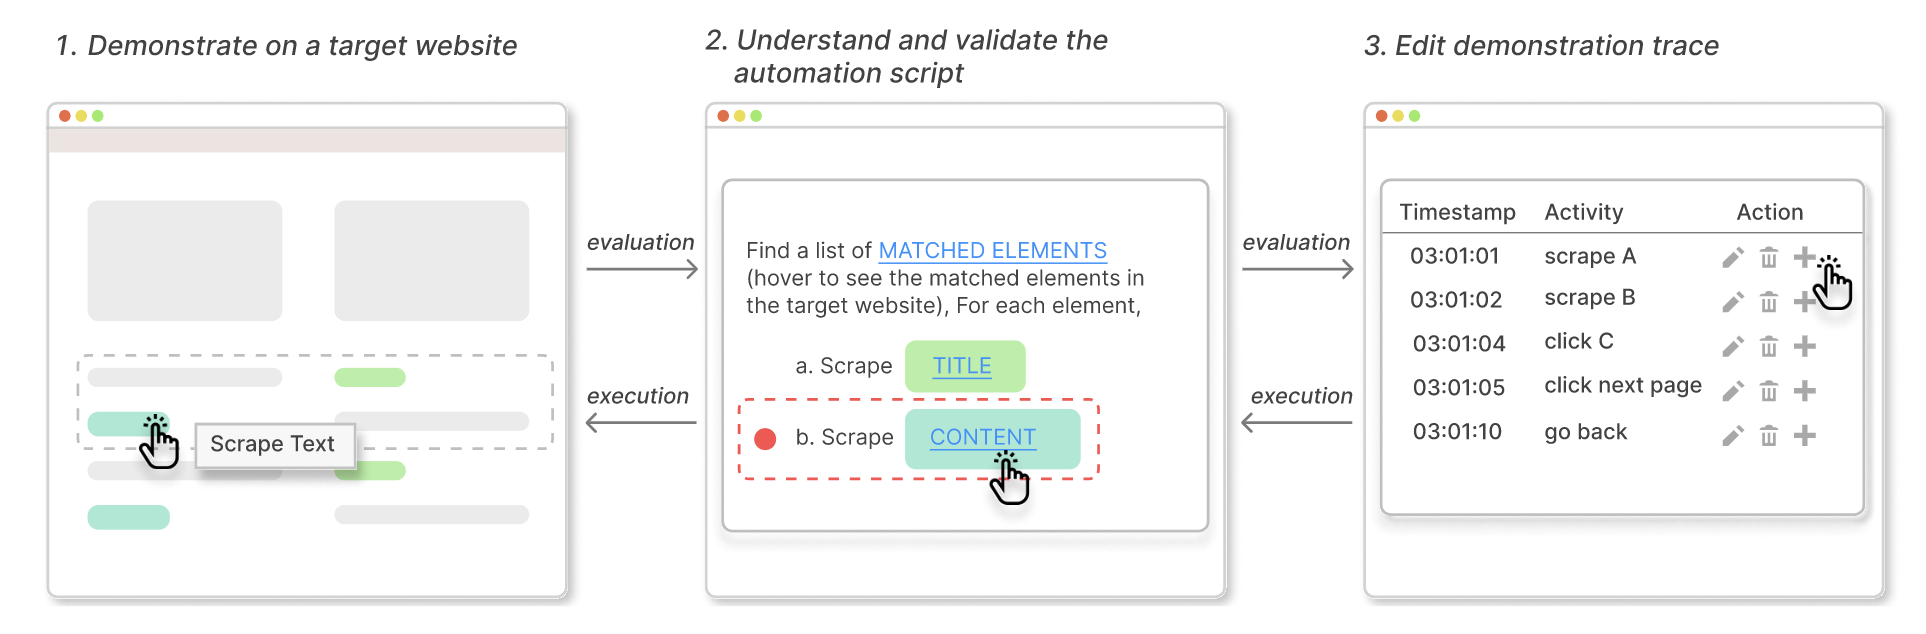 1. Demonstrate on a target website
Scrape Text
evaluation
execution
2. Understand and validate the
automation script
Find a list of MATCHED ELEMENTS
(hover to see the matched elements in
the target website), For each element,
a. Scrape TITLE
b. Scrape CONTENT
evaluation
execution
3. Edit demonstration trace
Timestamp Activity Action
03:01:01 scrape A
03:01:02 scrape B
03:01:04 click C
03:01:05 click next page
03:01:10 go back